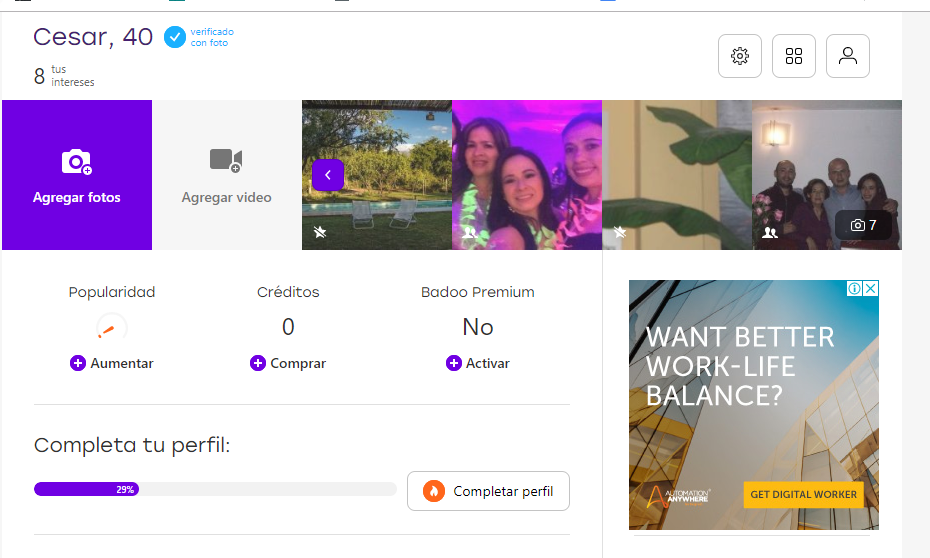 Cesar, 40
verificado
con foto
8
tus
intereses
Agregar fotos
Agregar video
7
Popularidad
Créditos
Badoo Premium
0
No
Aumentar
Comprar
Activar
WANT BETTER
WORK-LIFE
BALANCE?
Completa tu perfil:
29%
Completar perfil
AUTOMATION
ANYWHERE
GET DIGITAL WORKER